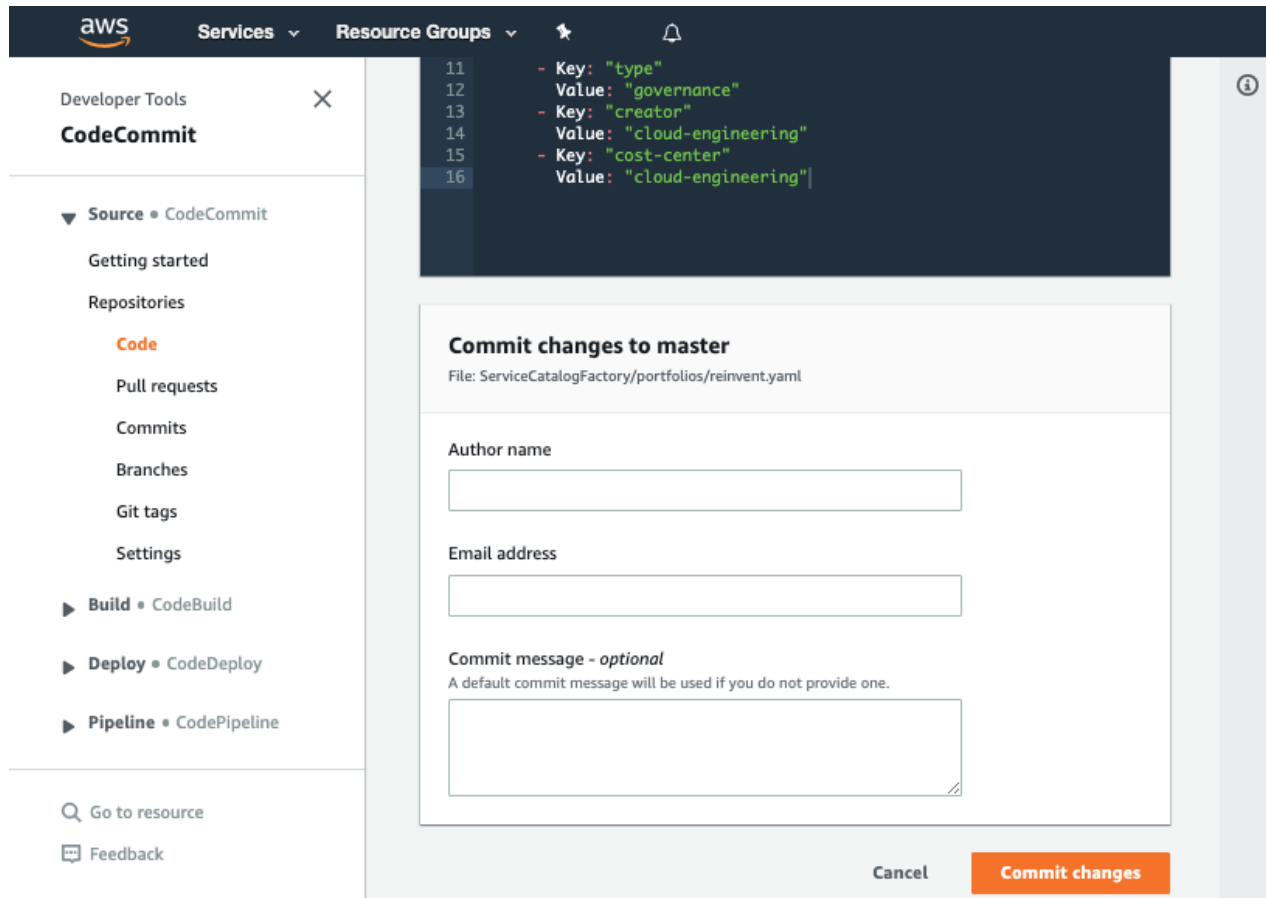 aws Services Resource Groups
Developer Tools
CodeCommit
Source • CodeCommit
Getting started
Repositories
Code
Pull requests
Commits
Branches
Git tags
Settings
Build • CodeBuild
Deploy • CodeDeploy
Pipeline • CodePipeline
Go to resource
Feedback
11 - Key: "type"
12 Value: "governance"
13 - Key: "creator"
14 Value: "cloud-engineering"
15 - Key: "cost-center"
16 Value: "cloud-engineering"
Commit changes to master
File: ServiceCatalogFactory/portfolios/reinvent.yaml
Author name
Email address
Commit message - optional
A default commit message will be used if you do not provide one.
Cancel Commit changes